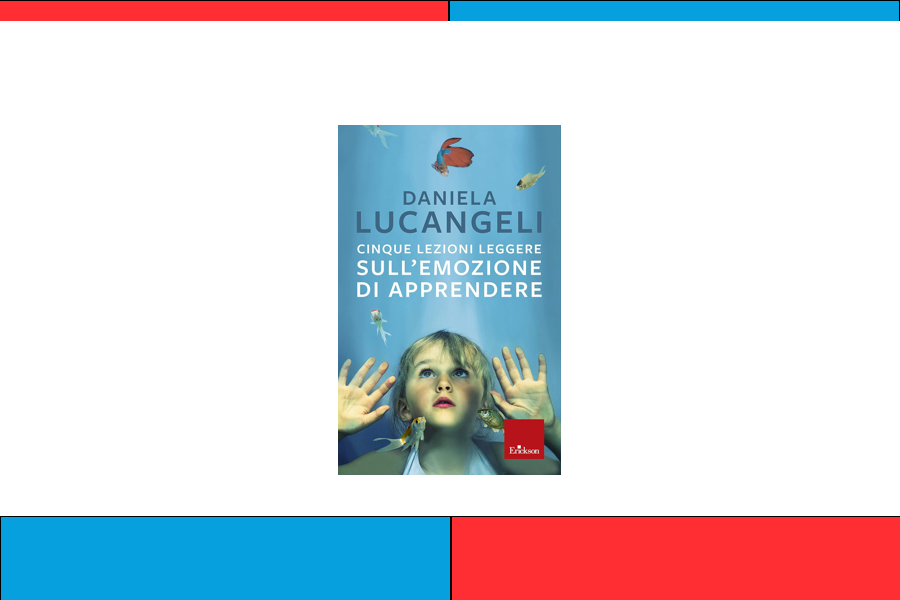 DANIELA
LUCANGELI
CINQUE LEZIONI LEGGERE
SULL'EMOZIONE
DI APPRENDERE
Erickson